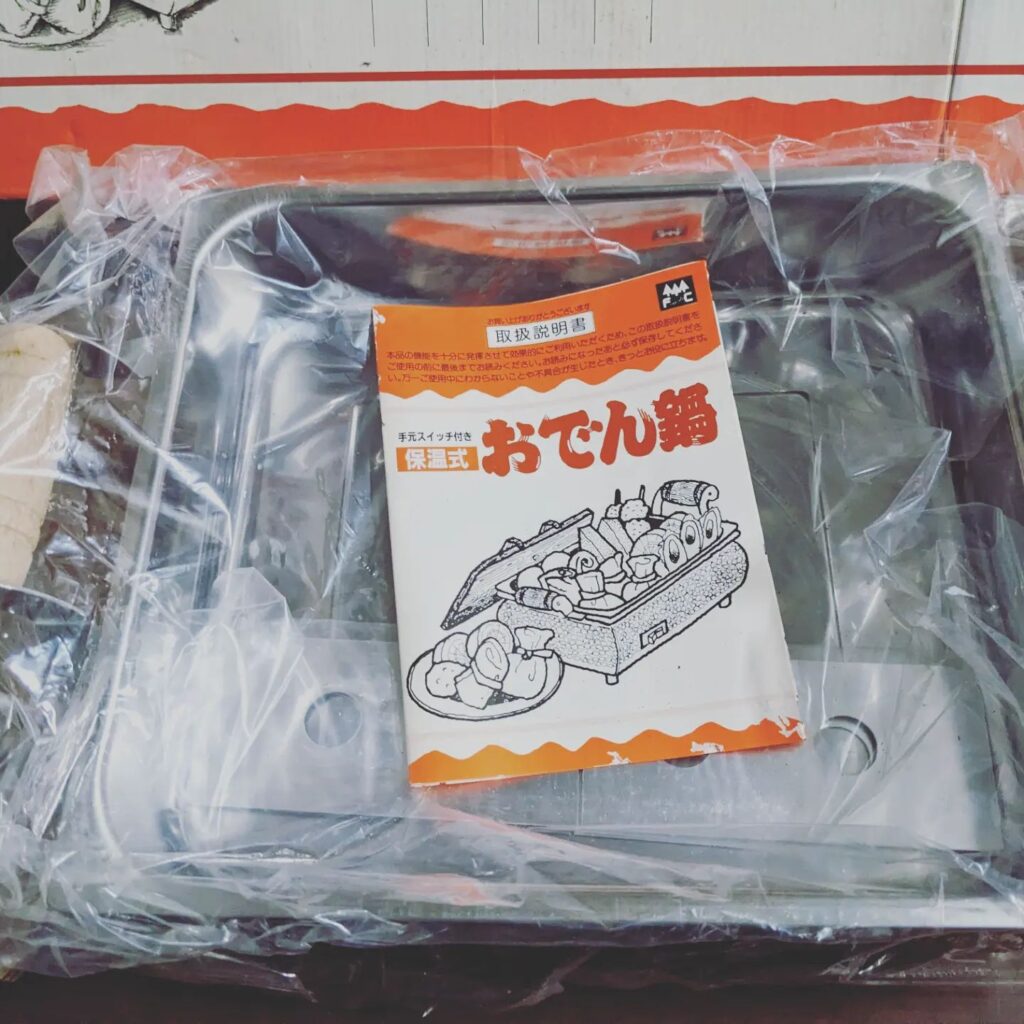 お買い上げありがとうございます
取扱説明書
本品の機能を十分に発揮させて効果的にご利用いただくため、この取扱説明書を
ご使用の前に最後までお読みください。お読みになったあと必ず保存してくださ
い。万一ご使用中にわからないことや不具合が生じたとき、きっとお役に立ちます。
手元スイッチ付き
保温式
おでん鍋